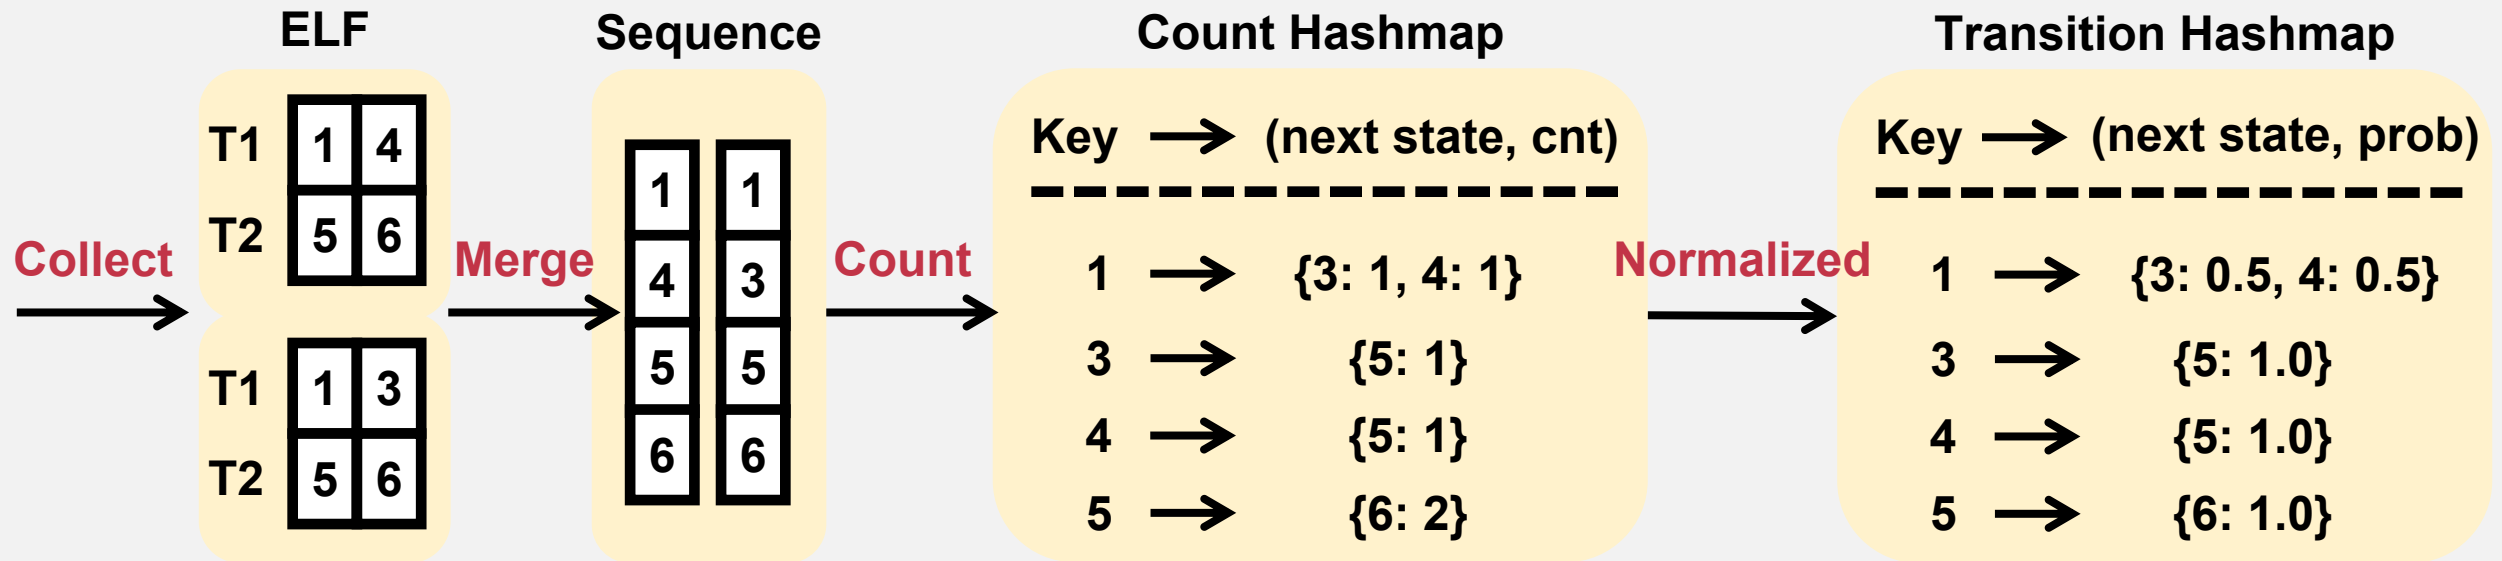 ELF
Sequence
Count Hashmap
Transition Hashmap
Collect
T1 1 4
T2 5 6
T1 1 3
T2 5 6
Merge
1 1
4 3
5 5
6 6
Count
Key (next state, cnt)
1 {3: 1, 4: 1}
3 {5: 1}
4 {5: 1}
5 {6: 2}
Normalized
Key (next state, prob)
1 {3: 0.5, 4: 0.5}
3 {5: 1.0}
4 {5: 1.0}
5 {6: 1.0}